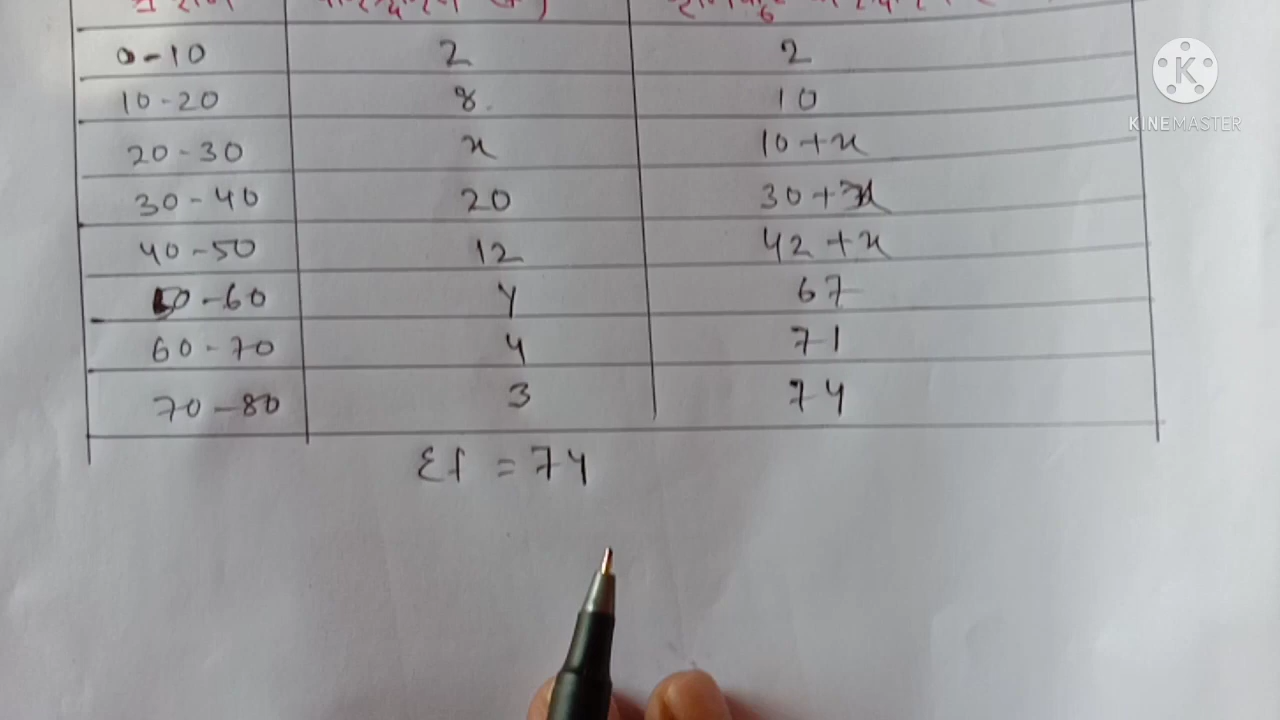 0-10 2 2
10-20 8 10
20-30 x 10+x
30-40 20 30+x
40-50 12 42+x
50-60 y 67
60-70 4 71
70-80 3 74
Σf = 74
KINEMASTER